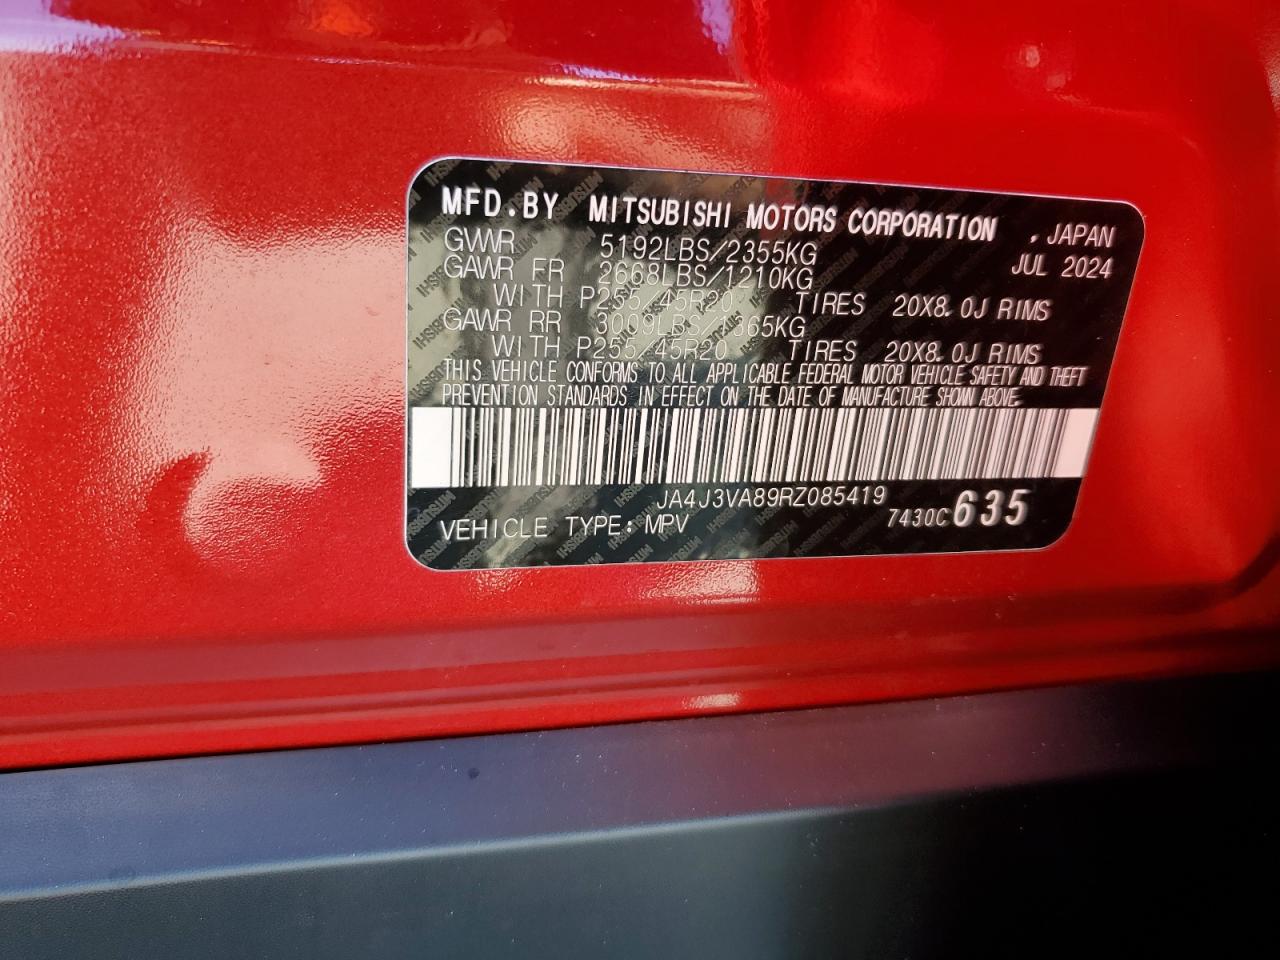 MFD.BY MITSUBISHI MOTORS CORPORATION , JAPAN
GVWR 5192LBS/2355KG JUL 2024
GAWR FR 2668LBS/1210KG
WITH P255/45R20 TIRES 20X8.0J RIMS
GAWR RR 3009LBS/1365KG
WITH P255/45R20 TIRES 20X8.0J RIMS
THIS VEHICLE CONFORMS TO ALL APPLICABLE FEDERAL MOTOR VEHICLE SAFETY AND THEFT
PREVENTION STANDARDS IN EFFECT ON THE DATE OF MANUFACTURE SHOWN ABOVE.
JA4J3VA89RZ085419
VEHICLE TYPE: MPV 7430C635